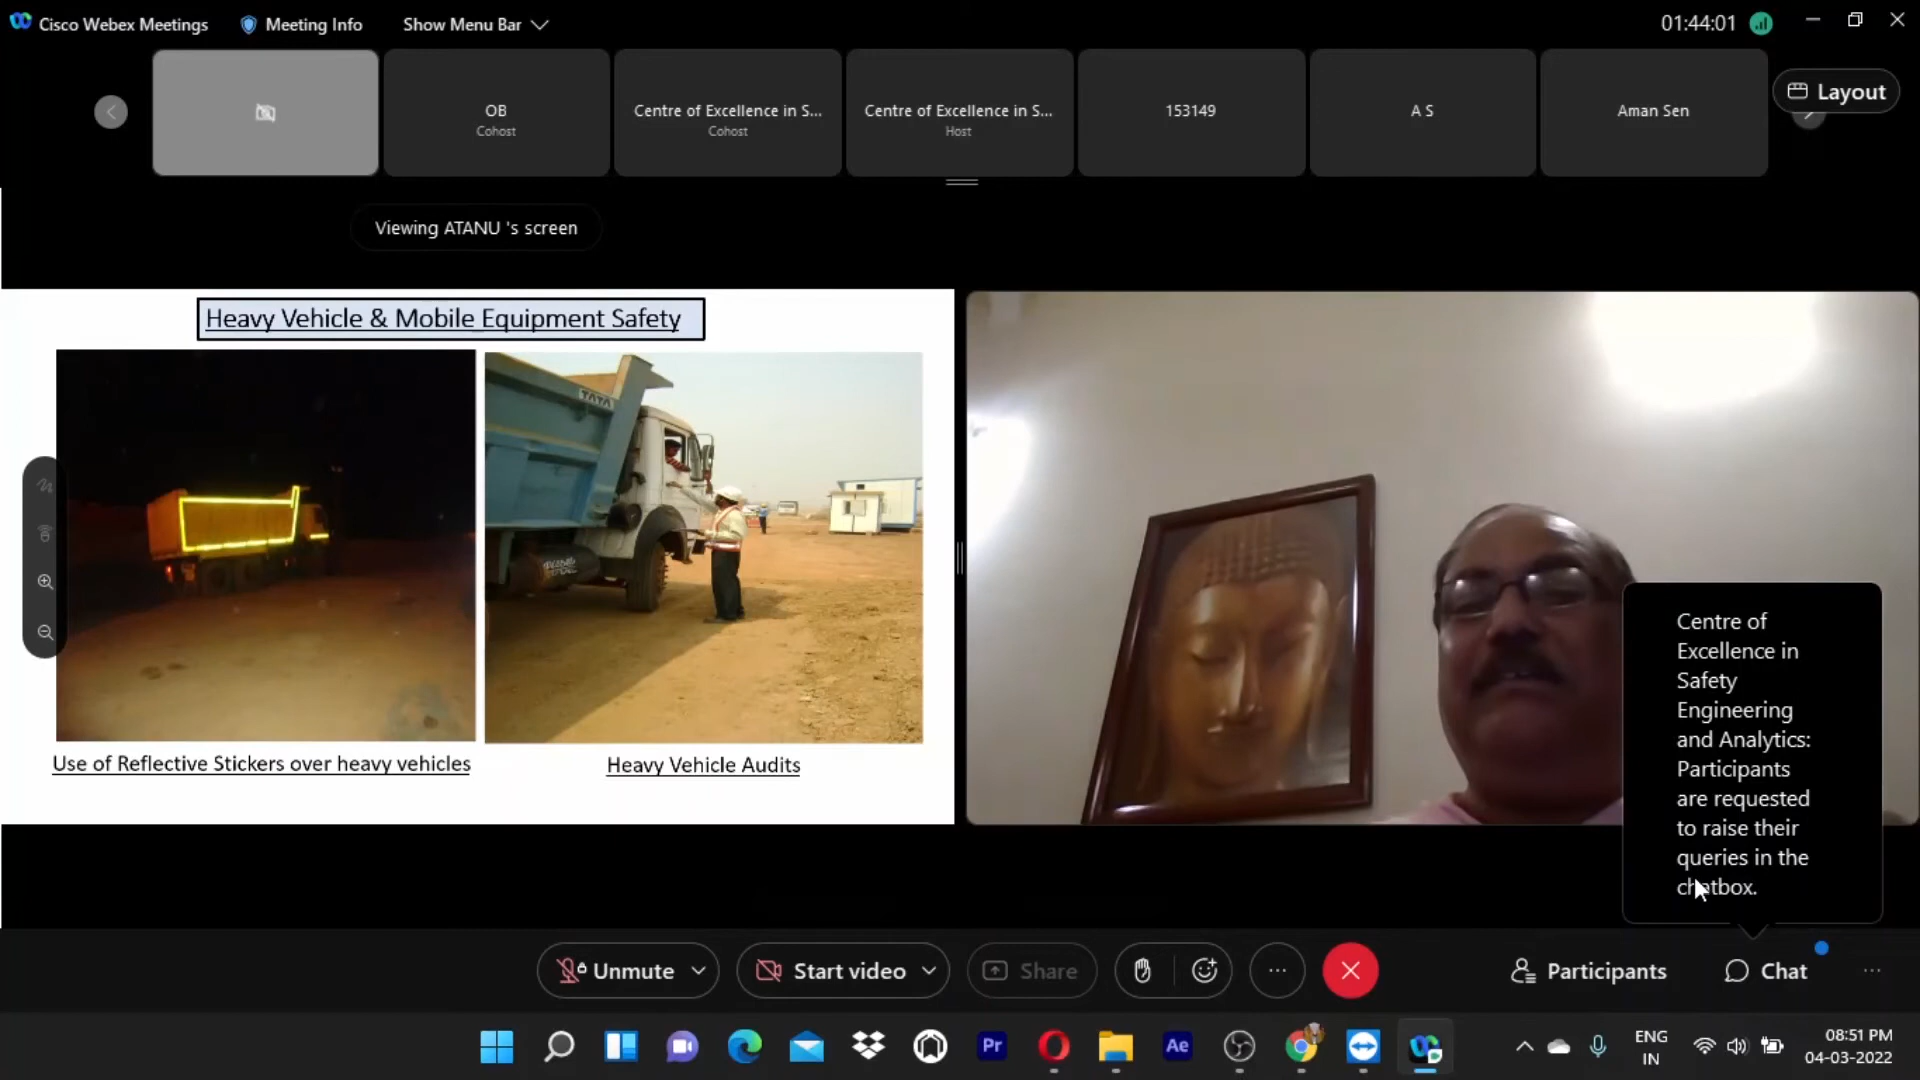 Cisco Webex Meetings
Meeting Info
Show Menu Bar
01:44:01
OB
Cohost
Centre of Excellence in S...
Cohost
Centre of Excellence in S...
Host
153149
A S
Aman Sen
Layout
Viewing ATANU 's screen
Heavy Vehicle & Mobile Equipment Safety
TATA
Use of Reflective Stickers over heavy vehicles
Heavy Vehicle Audits
Centre of
Excellence in
Safety
Engineering
and Analytics:
Participants
are requested
to raise their
queries in the
chatbox.
Unmute
Start video
Share
Participants
Chat
Pr
Ae
ENG
IN
08:51 PM
04-03-2022